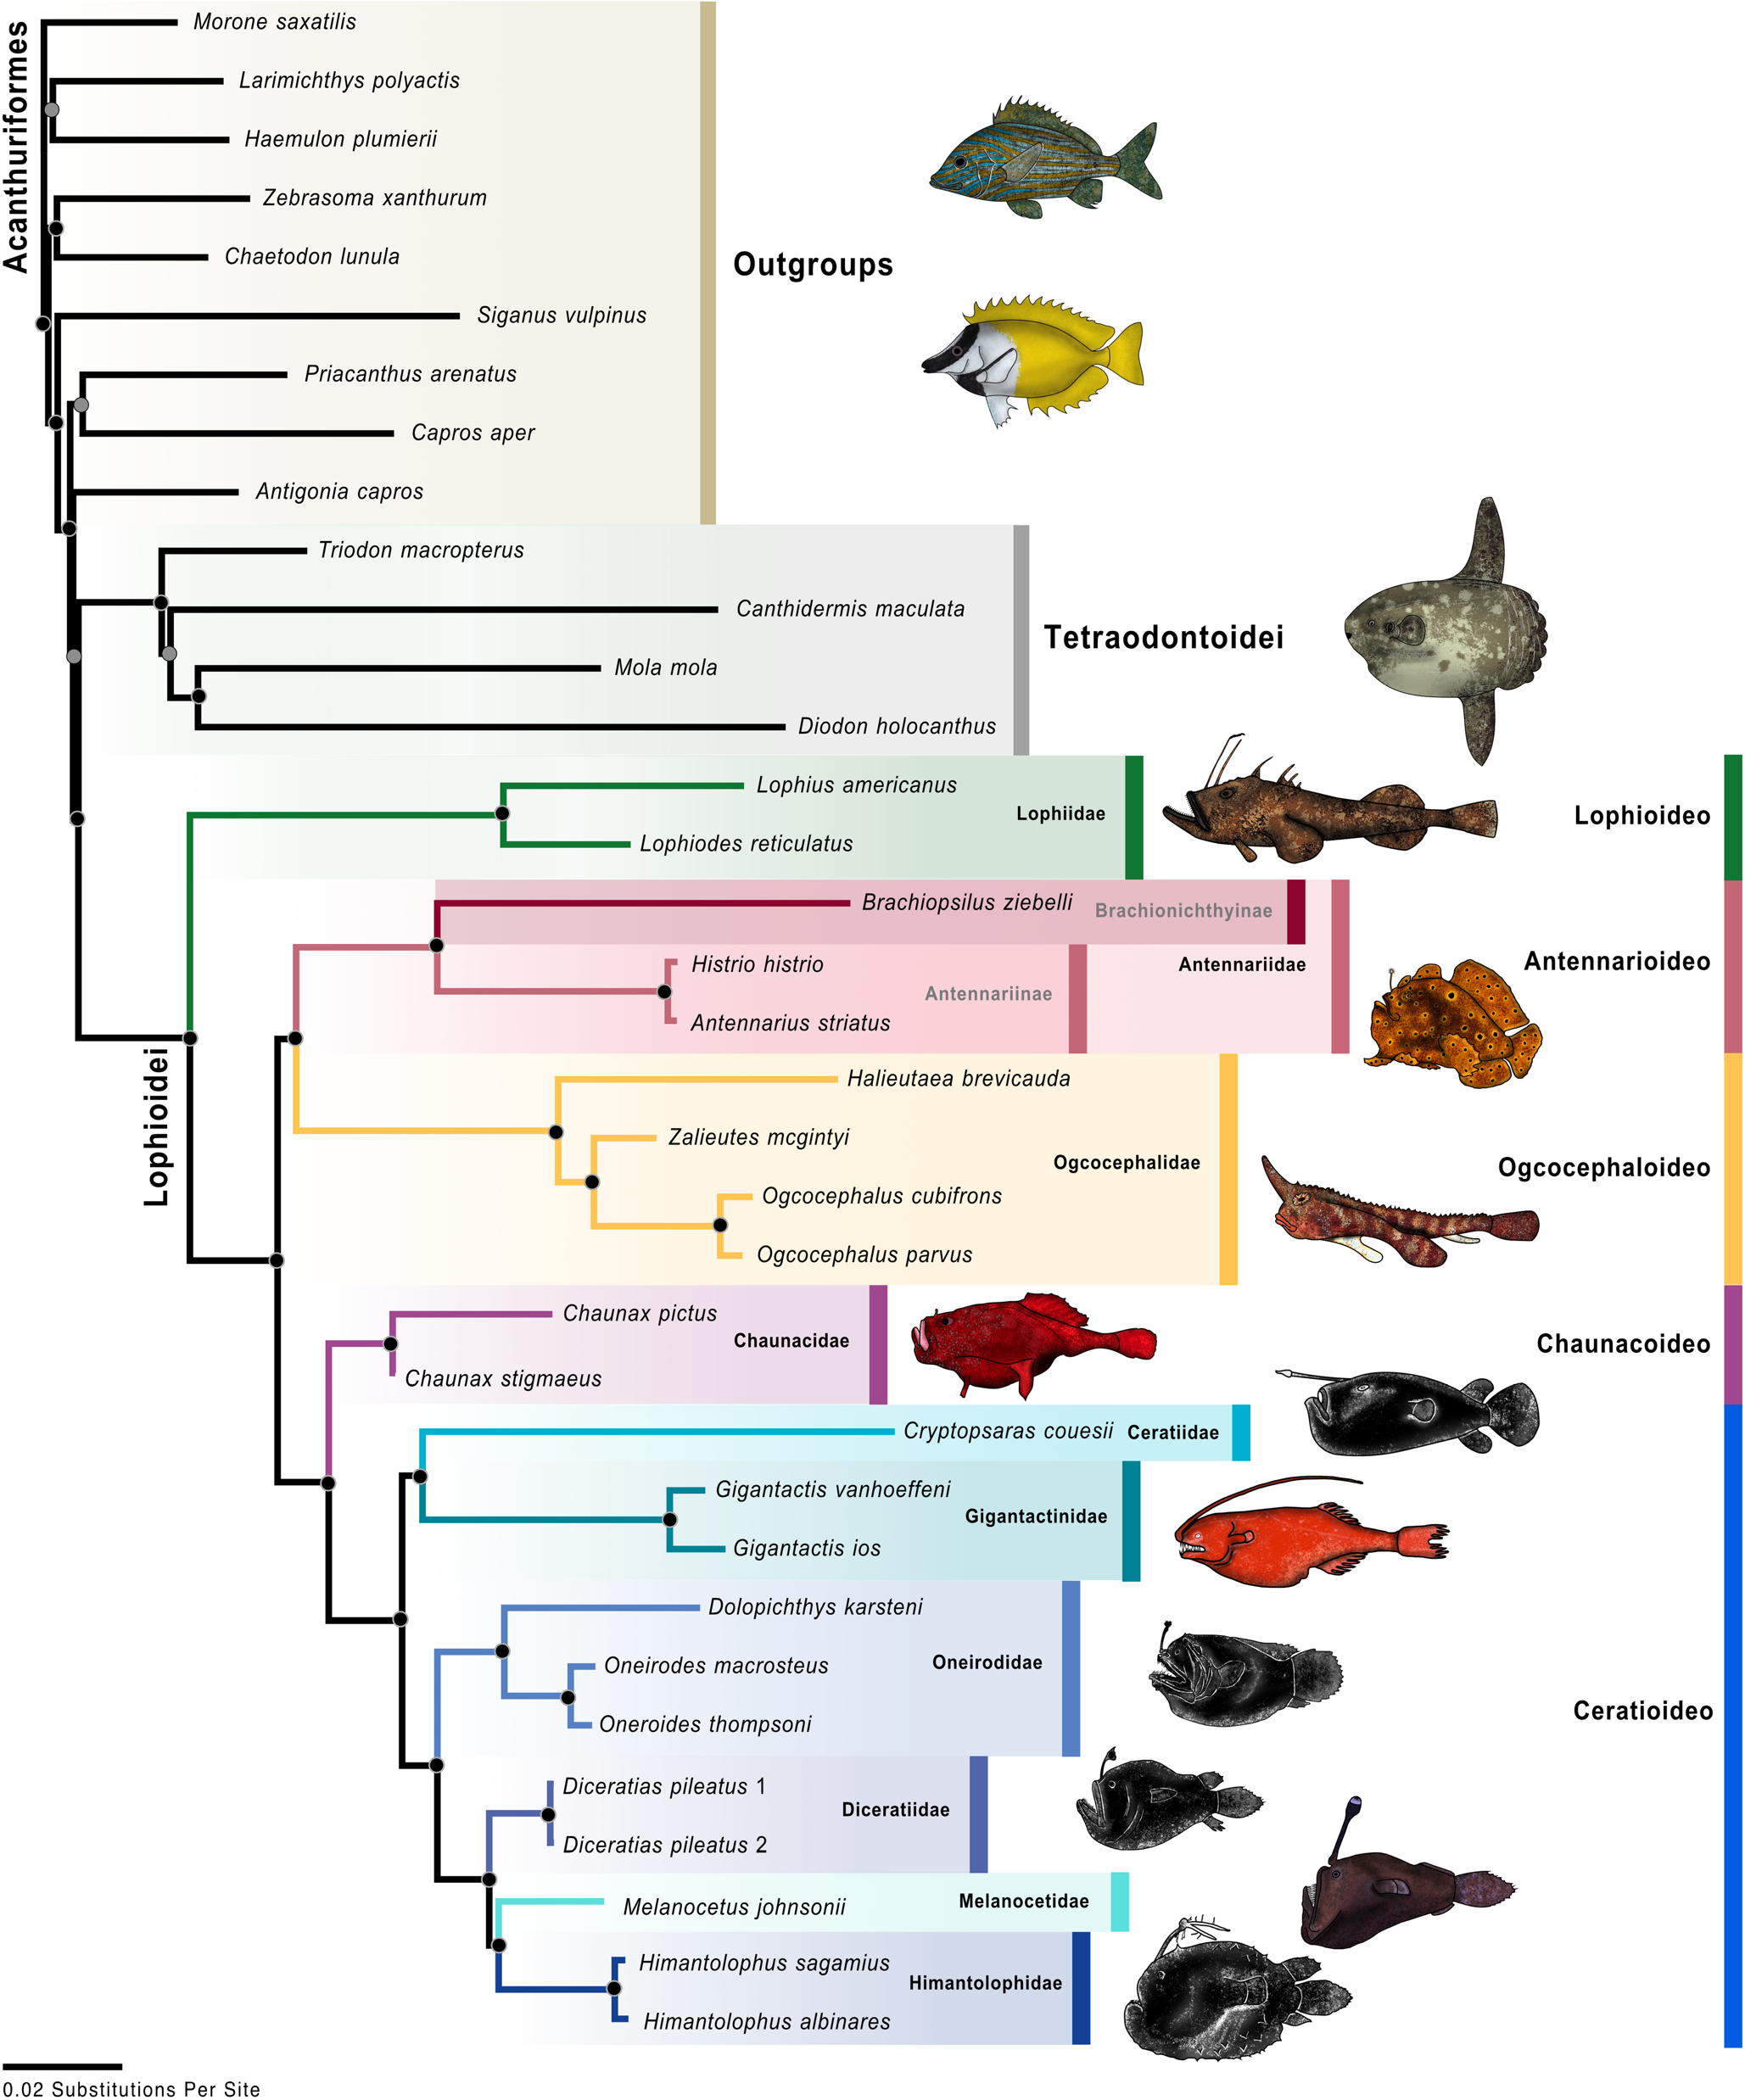 Acanthuriformes
Morone saxatilis
Larimichthys polyactis
Haemulon plumierii
Zebrasoma xanthurum
Chaetodon lunula
Outgroups
Siganus vulpinus
Priacanthus arenatus
Capros aper
Antigonia capros
Triodon macropterus
Canthidermis maculata
Tetraodontoidei
Mola mola
Diodon holocanthus
Lophius americanus
Lophiidae
Lophioideo
Lophiodes reticulatus
Brachiopsilus ziebelli
Brachionichthyinae
Histrio histrio
Antennariidae
Antennarioideo
Antennariinae
Antennarius striatus
Lophioidei
Halieutaea brevicauda
Zalieutes mcgintyi
Ogcocephalidae
Ogcocephaloideo
Ogcocephalus cubifrons
Ogcocephalus parvus
Chaunax pictus
Chaunacidae
Chaunacoideo
Chaunax stigmaeus
Cryptopsaras couesii
Ceratiidae
Gigantactis vanhoeffeni
Gigantactinidae
Gigantactis ios
Dolopichthys karsteni
Oneirodes macrosteus
Oneirodidae
Ceratioideo
Oneroides thompsoni
Diceratias pileatus 1
Diceratiidae
Diceratias pileatus 2
Melanocetus johnsonii
Melanocetidae
Himantolophus sagamius
Himantolophidae
Himantolophus albinares
0.02 Substitutions Per Site